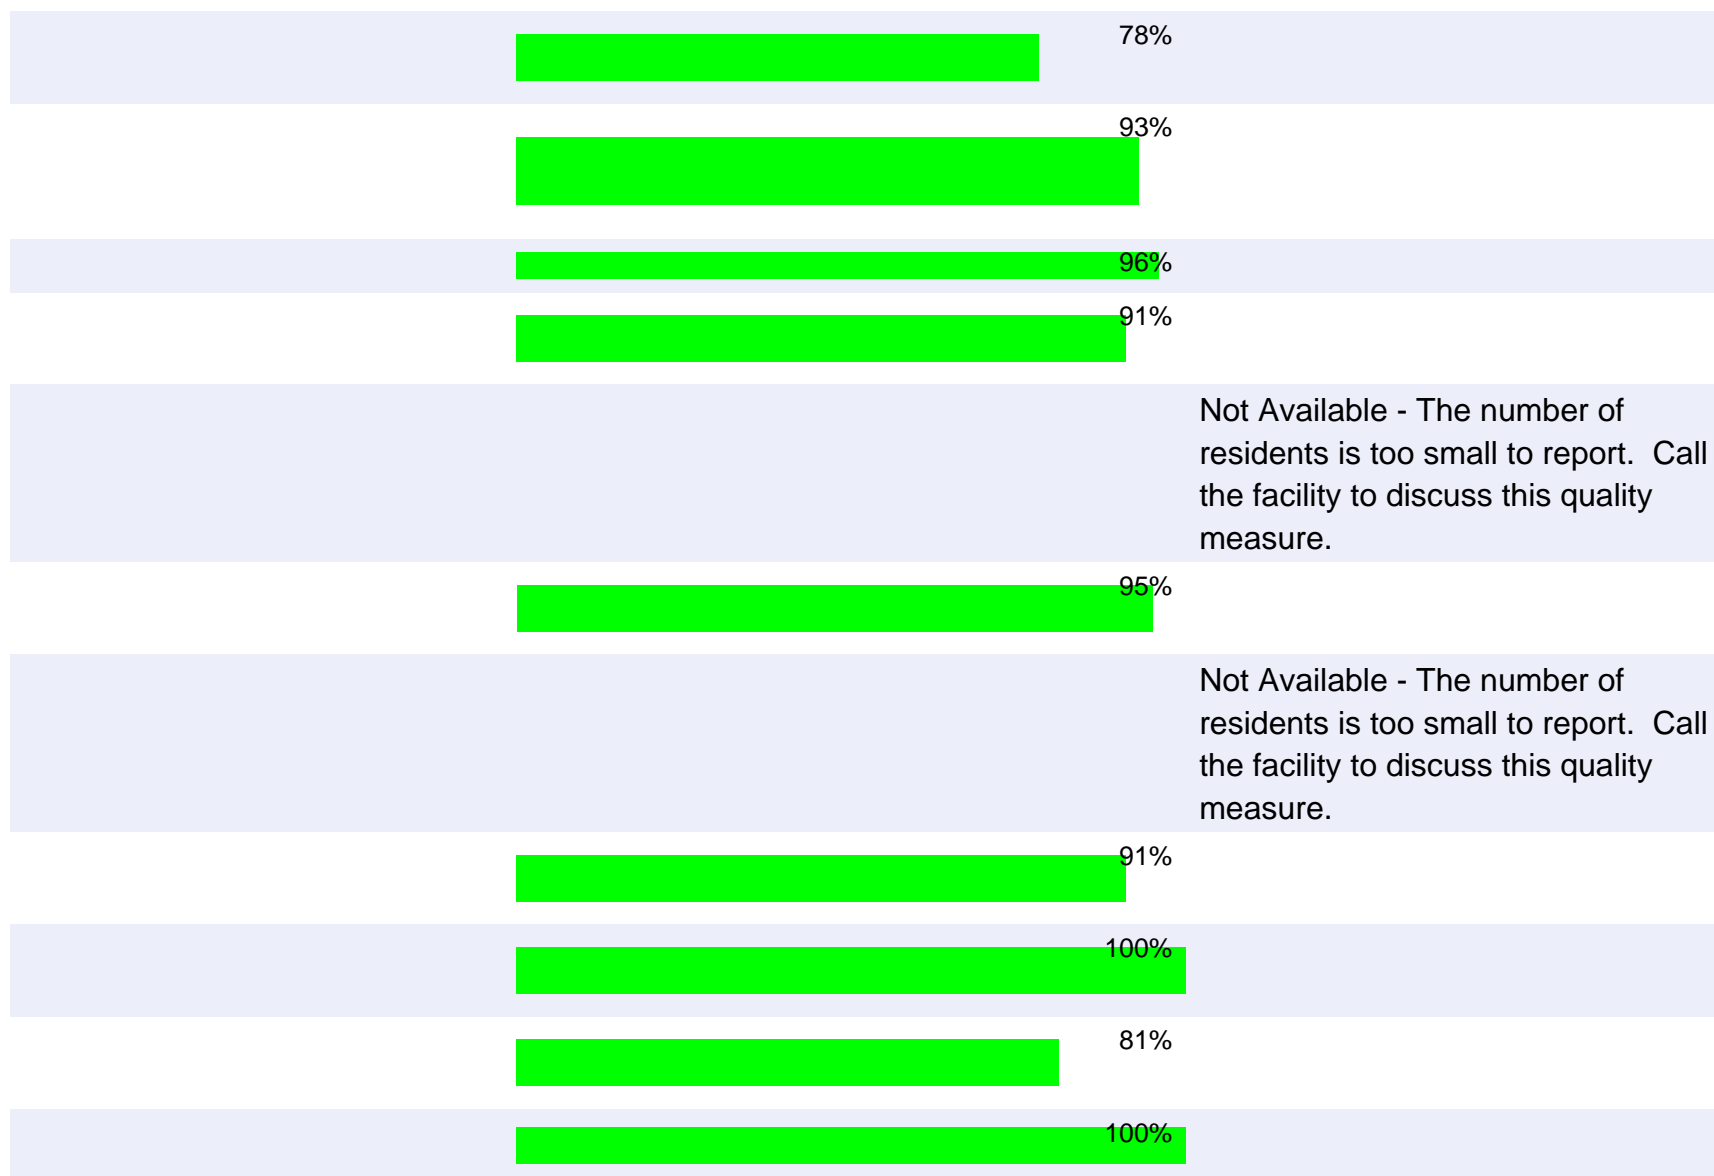 78%
93%
96%
91%
Not Available - The number of
residents is too small to report.  Call
the facility to discuss this quality
measure.
95%
Not Available - The number of
residents is too small to report.  Call
the facility to discuss this quality
measure.
91%
100%
81%
100%